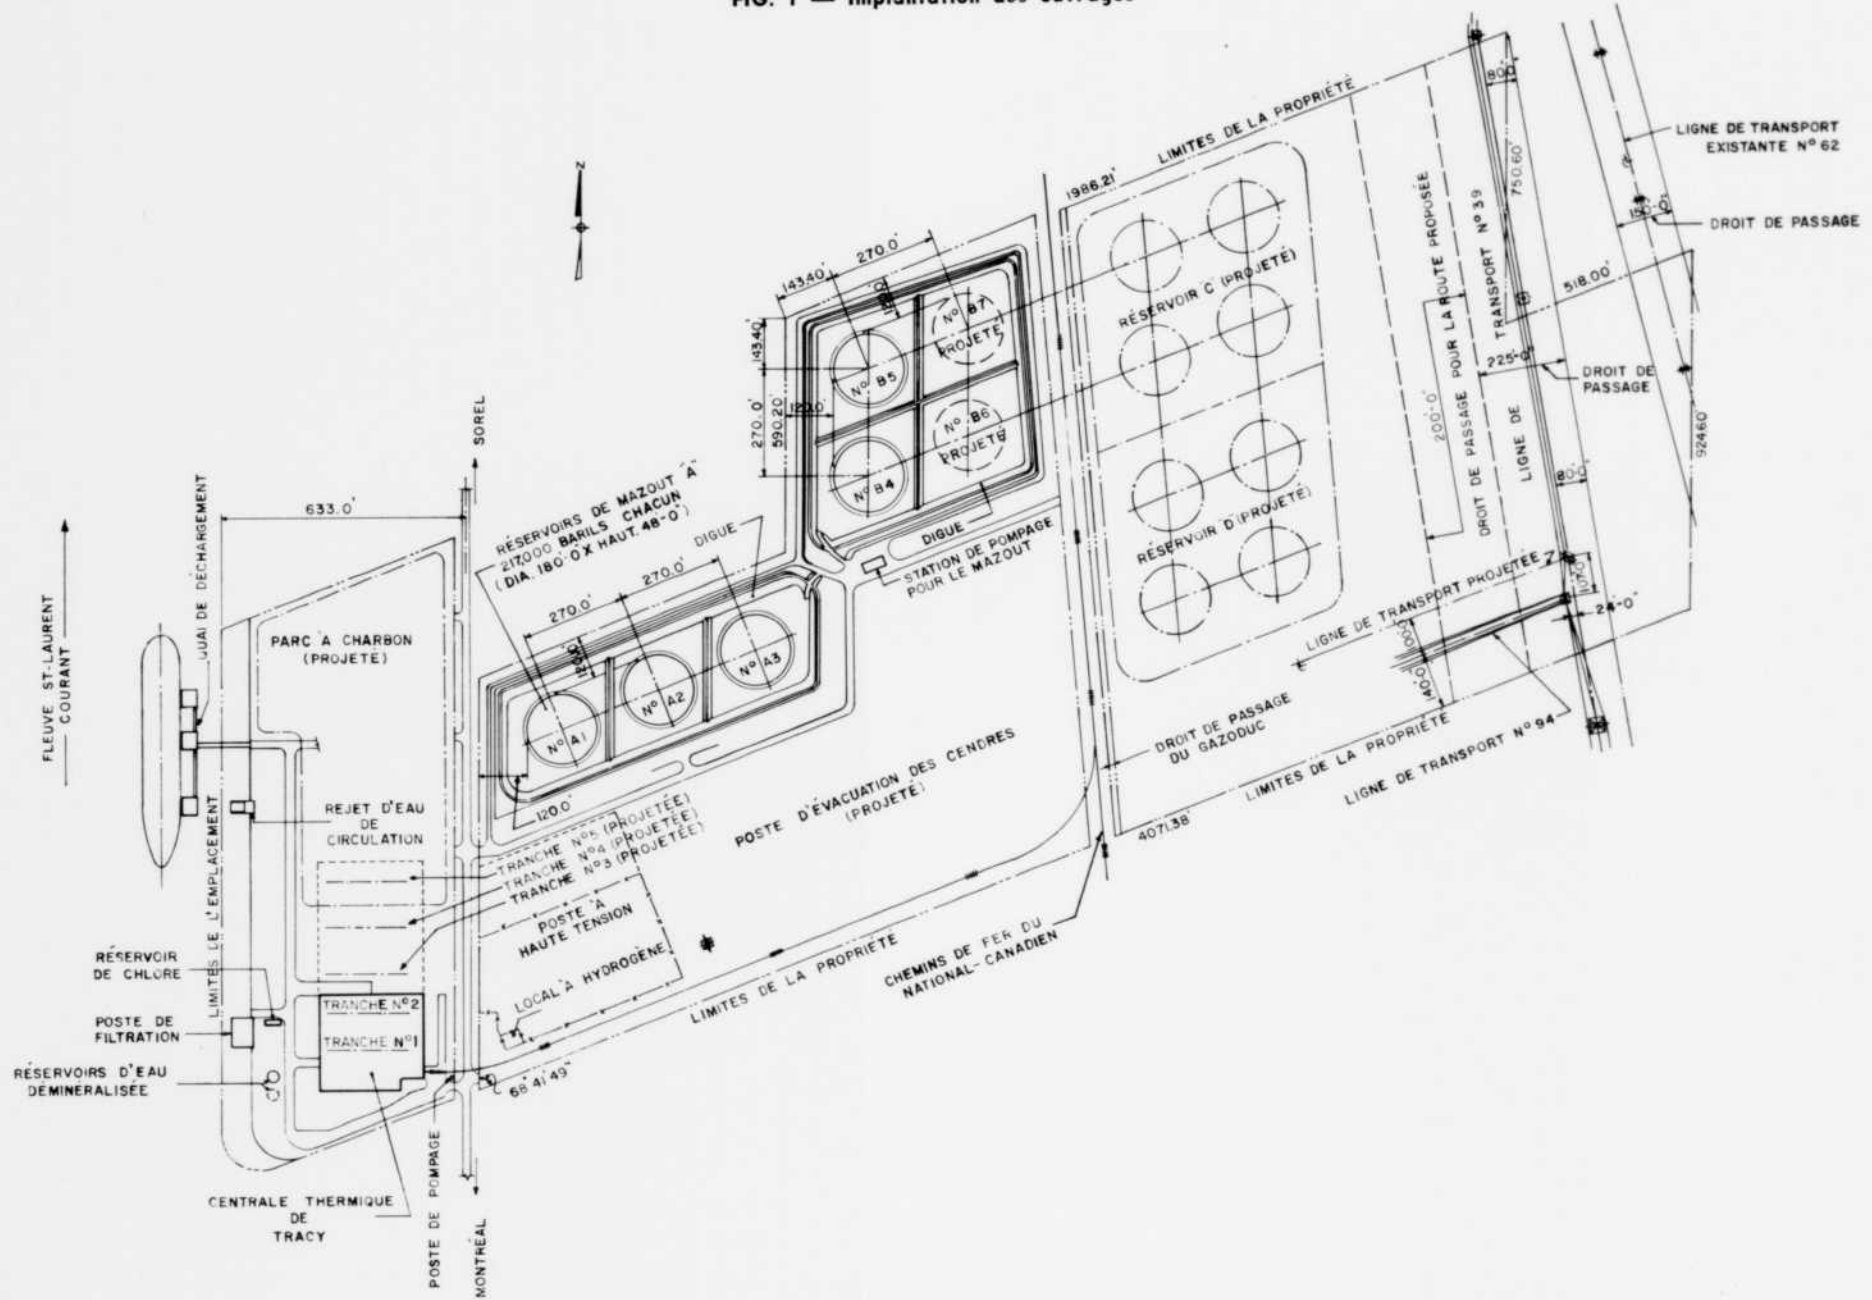 FIG. 1 — Implantation des ouvrages
LIMITES DE LA PROPRIÉTÉ
80'.0"
LIGNE DE TRANSPORT
EXISTANTE Nº 62
750.60'
150'-0"
DROIT DE PASSAGE
1986.21'
N
270.0'
143.40'
120.0'
Nº B7
PROJETÉ
RÉSERVOIR C (PROJETÉ)
DROIT DE PASSAGE POUR LA ROUTE PROPOSÉE
200'-0"
LIGNE DE TRANSPORT Nº 39
518.00'
225'-0"
DROIT DE
PASSAGE
143.40'
Nº B5
120.0'
270.0'
590.20'
Nº B6
PROJETÉ
Nº B4
924.60
80'-0"
SOREL
633.0'
QUAI DE DÉCHARGEMENT
FLEUVE ST-LAURENT
COURANT
RÉSERVOIRS DE MAZOUT "A"
217,000 BARILS CHACUN
(DIA. 180'-0" X HAUT. 48'-0")
DIGUE
DIGUE
STATION DE POMPAGE
POUR LE MAZOUT
RÉSERVOIR D (PROJETÉ)
270.0'
270.0'
120.0'
LIGNE DE TRANSPORT PROJETÉE
107'-0"
24'-0"
100'-0"
140'-0"
PARC A CHARBON
(PROJETÉ)
Nº A3
Nº A2
Nº A1
DROIT DE PASSAGE
DU GAZODUC
LIMITES DE LA PROPRIÉTÉ
LIGNE DE TRANSPORT Nº 94
4071.38
POSTE D'ÉVACUATION DES CENDRES
(PROJETÉ)
120.0'
REJET D'EAU
DE
CIRCULATION
LIMITES LE L'EMPLACEMENT
TRANCHE Nº5 (PROJETÉE)
TRANCHE Nº4 (PROJETÉE)
TRANCHE Nº3 (PROJETÉE)
POSTE A
HAUTE TENSION
LOCAL A HYDROGÈNE
LIMITES DE LA PROPRIÉTÉ
CHEMINS DE FER DU
NATIONAL-CANADIEN
RÉSERVOIR
DE CHLORE
POSTE DE
FILTRATION
RÉSERVOIRS D'EAU
DÉMINÉRALISÉE
TRANCHE Nº2
TRANCHE Nº1
68°41'49"
POSTE DE POMPAGE
MONTRÉAL
CENTRALE THERMIQUE
DE
TRACY